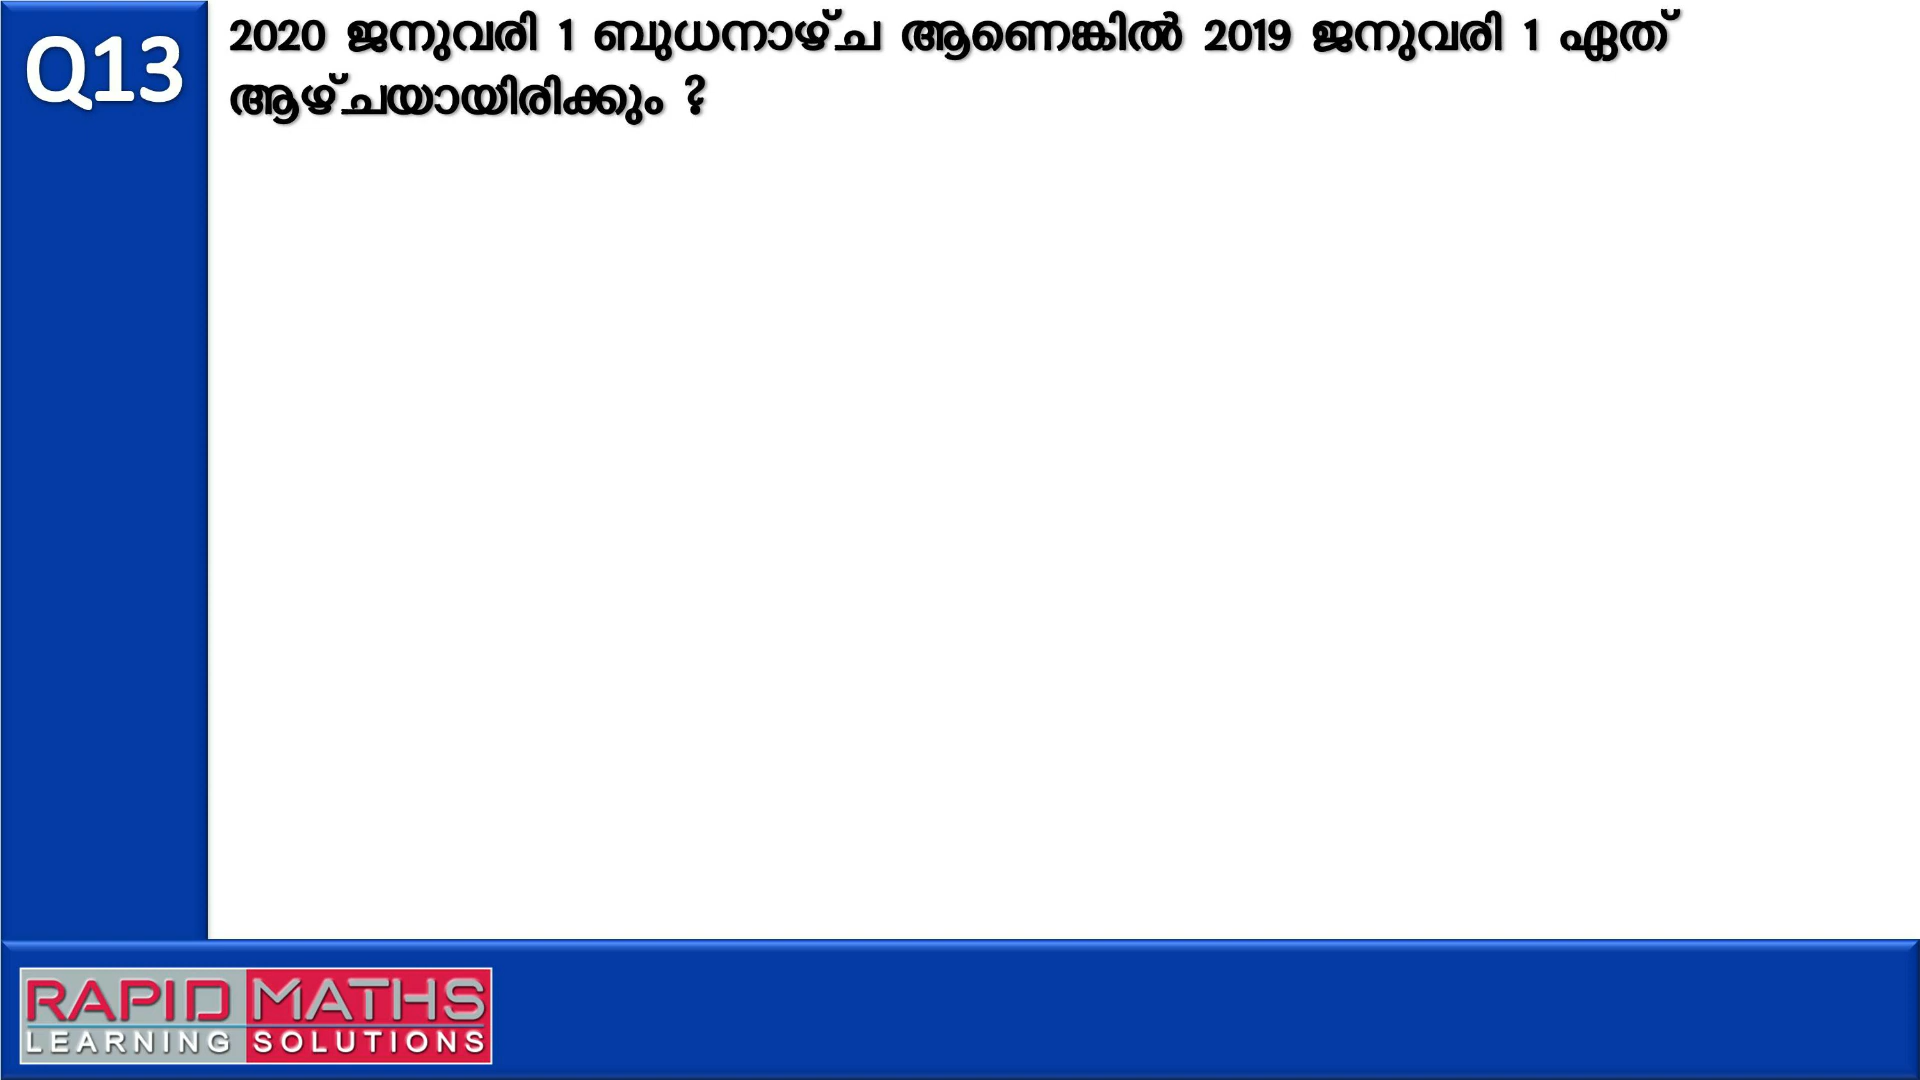 Q13
2020 ജനുവരി 1 ബുധനാഴ്ച ആണെങ്കിൽ 2019 ജനുവരി 1 ഏത്
ആഴ്ചയായിരിക്കും ?
RAPID MATHS
LEARNING SOLUTIONS